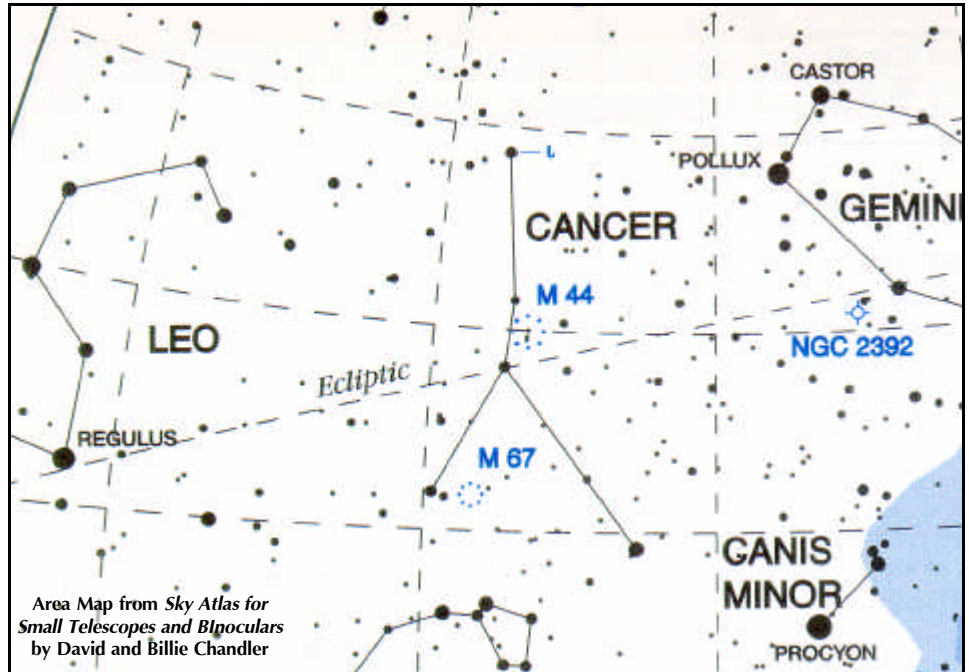 CASTOR
POLLUX
ι
GEMINI
CANCER
M 44
LEO
NGC 2392
Ecliptic
REGULUS
M 67
CANIS
MINOR
PROCYON
Area Map from Sky Atlas for
Small Telescopes and BInoculars
by David and Billie Chandler